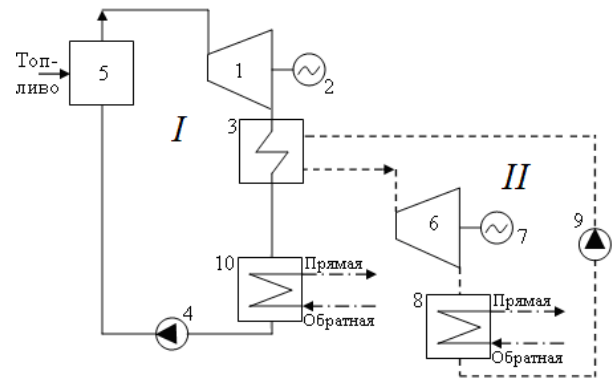 Топ-
ливо
5
1
2
I
3
II
6
7
9
10
Прямая
Обратная
4
8
Прямая
Обратная